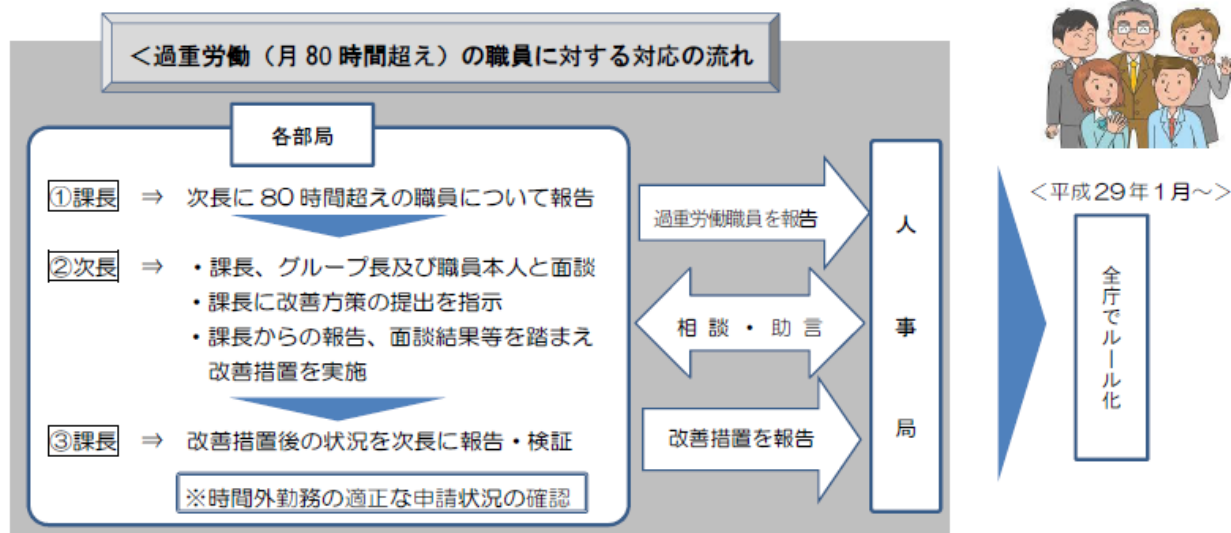 ＜過重労働（月80時間超え）の職員に対する対応の流れ
各部局
①課長 ⇒ 次長に80時間超えの職員について報告
②次長 ⇒ ・課長、グループ長及び職員本人と面談
・課長に改善方策の提出を指示
・課長からの報告、面談結果等を踏まえ
改善措置を実施
③課長 ⇒ 改善措置後の状況を次長に報告・検証
※時間外勤務の適正な申請状況の確認
過重労働職員を報告
相談・助言
改善措置を報告
人事局
＜平成29年1月～＞
全庁でルール化